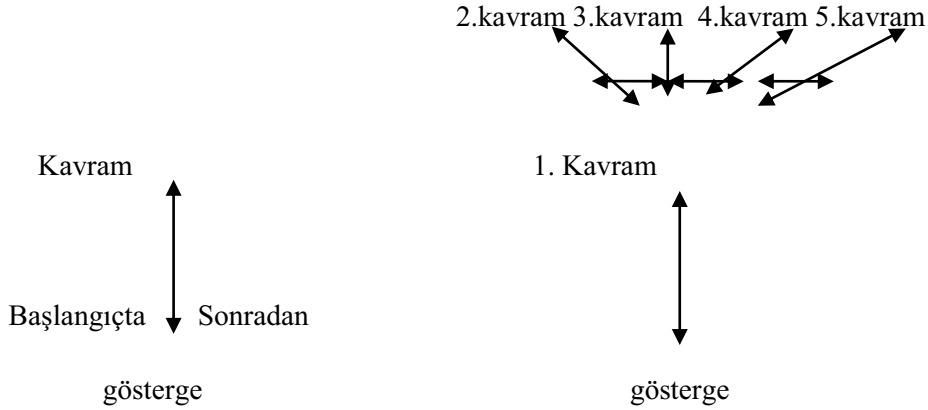 2.kavram 3.kavram 4.kavram 5.kavram
Kavram 1. Kavram
Başlangıçta Sonradan
gösterge gösterge